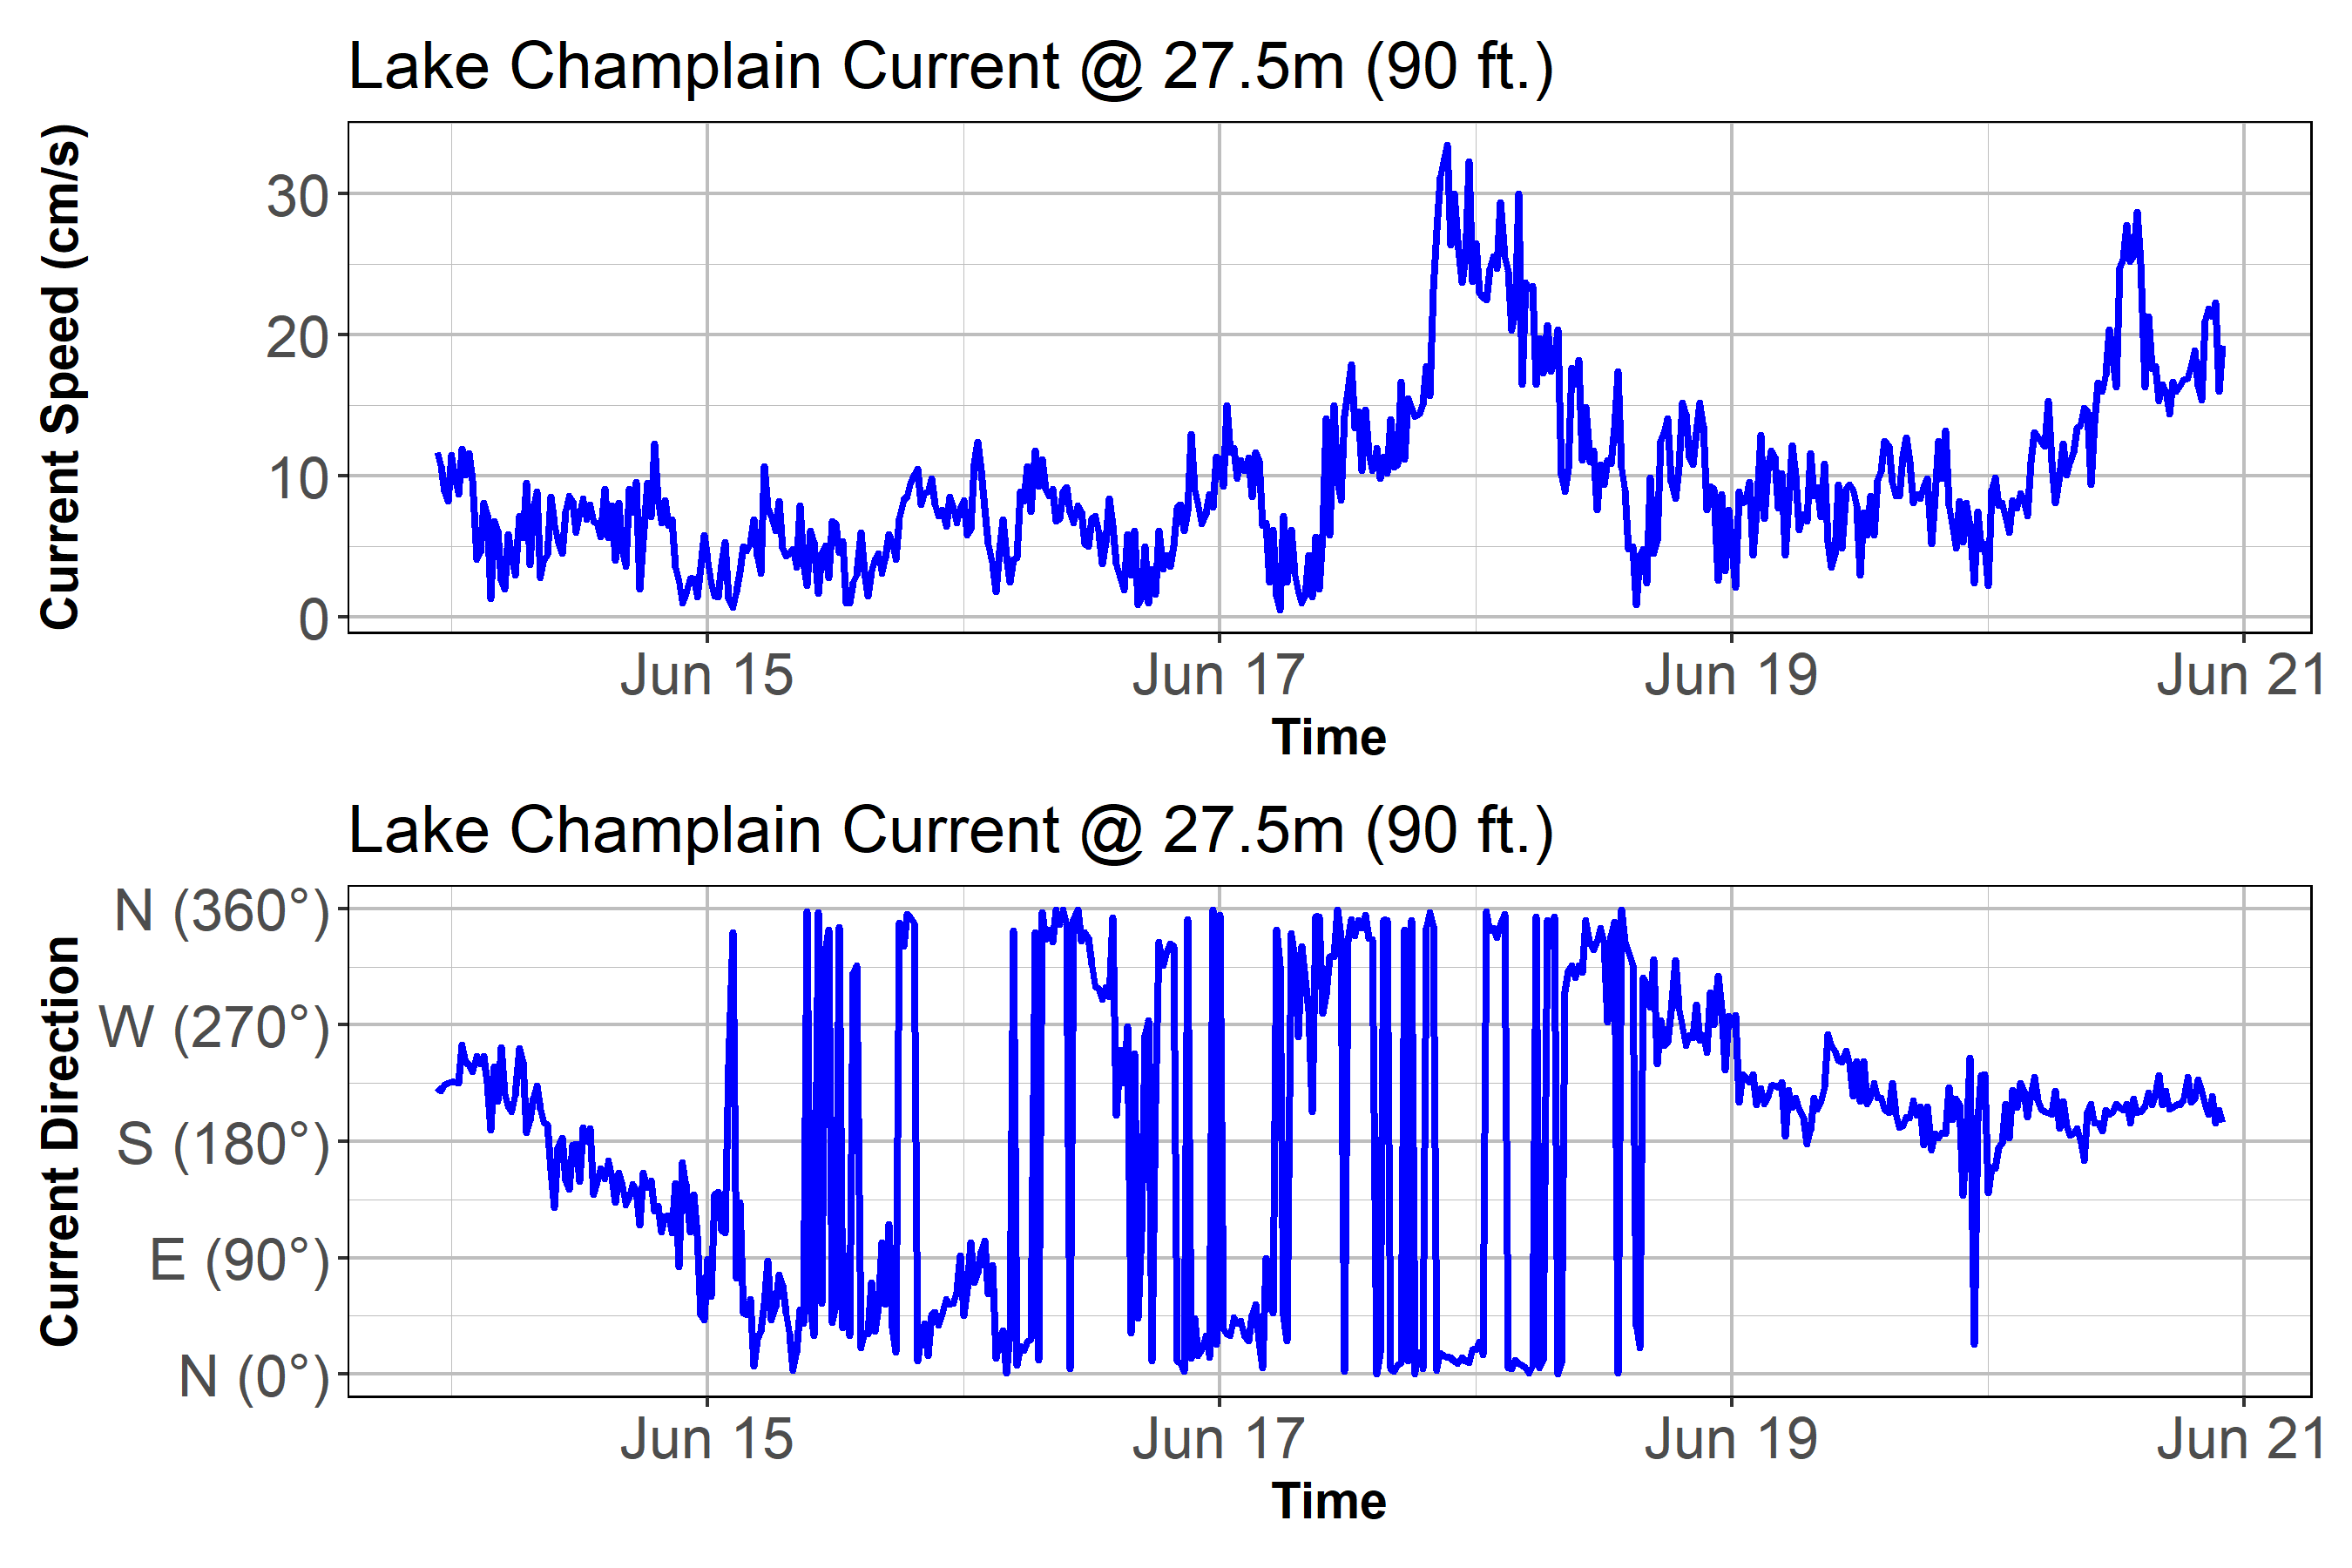 Lake Champlain Current @ 27.5m (90 ft.)
Current Speed (cm/s)
30
20
10
0
Jun 15 Jun 17 Jun 19 Jun 21
Time
Lake Champlain Current @ 27.5m (90 ft.)
Current Direction
N (360°)
W (270°)
S (180°)
E (90°)
N (0°)
Jun 15 Jun 17 Jun 19 Jun 21
Time